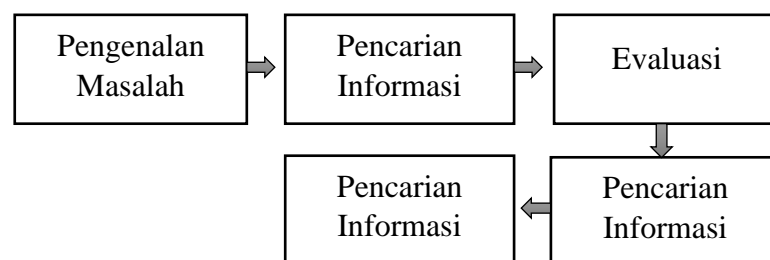 Pengenalan
Masalah
Pencarian
Informasi
Evaluasi
Pencarian
Informasi
Pencarian
Informasi